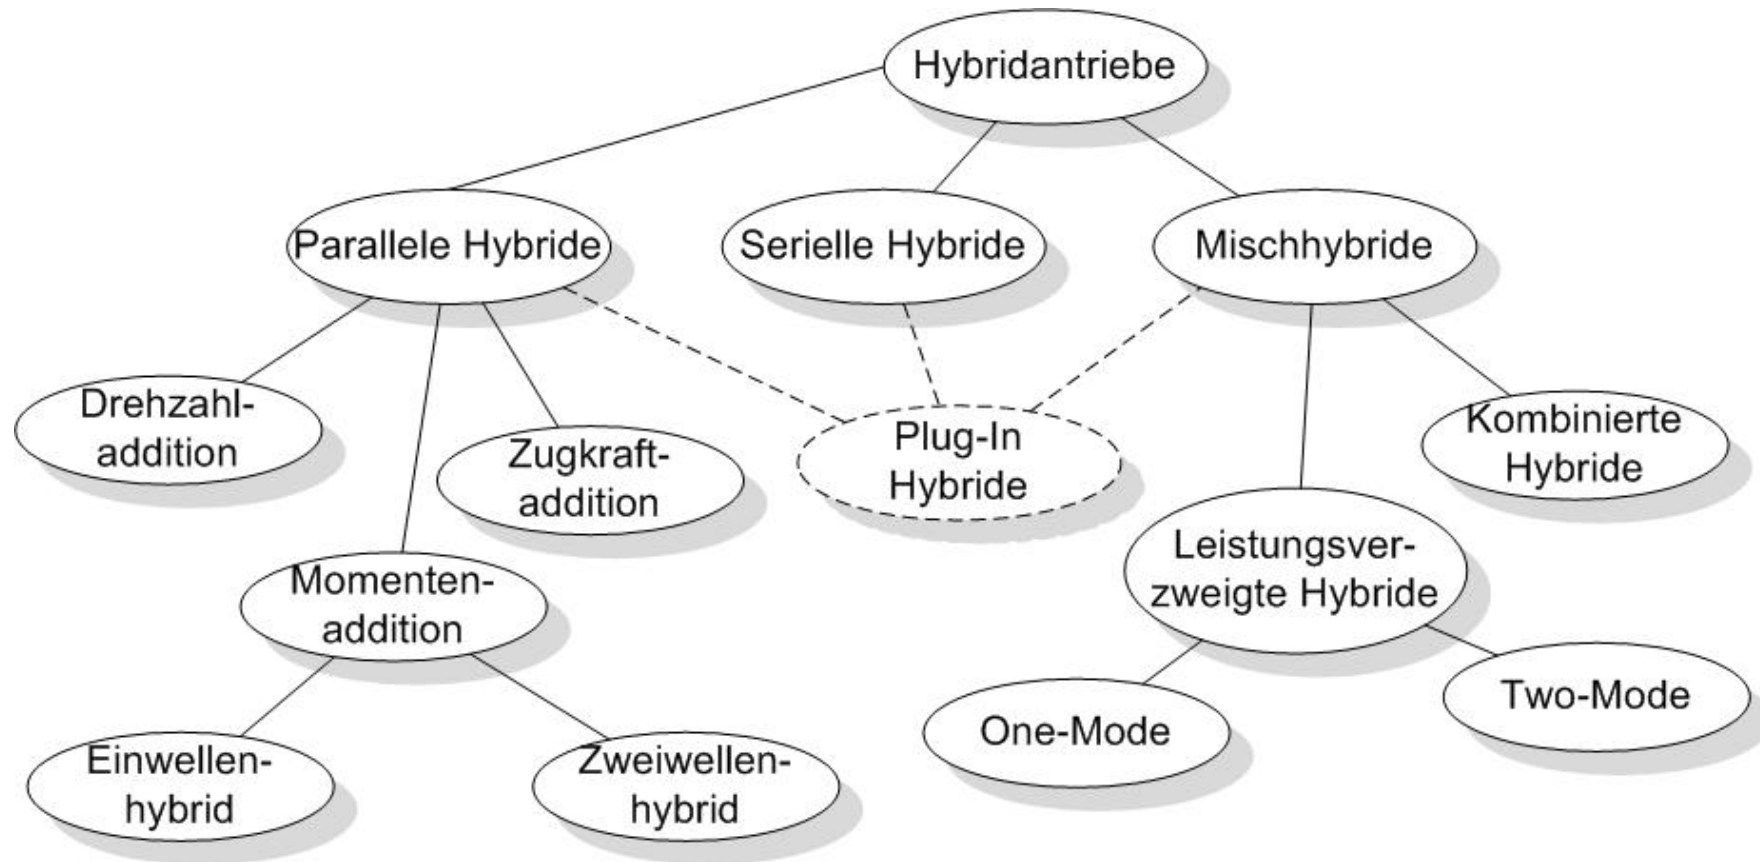 Hybridantriebe
Parallele Hybride
Serielle Hybride
Mischhybride
Drehzahl-
addition
Zugkraft-
addition
Plug-In
Hybride
Kombinierte
Hybride
Momenten-
addition
Leistungsver-
zweigte Hybride
Einwellen-
hybrid
Zweiwellen-
hybrid
One-Mode
Two-Mode